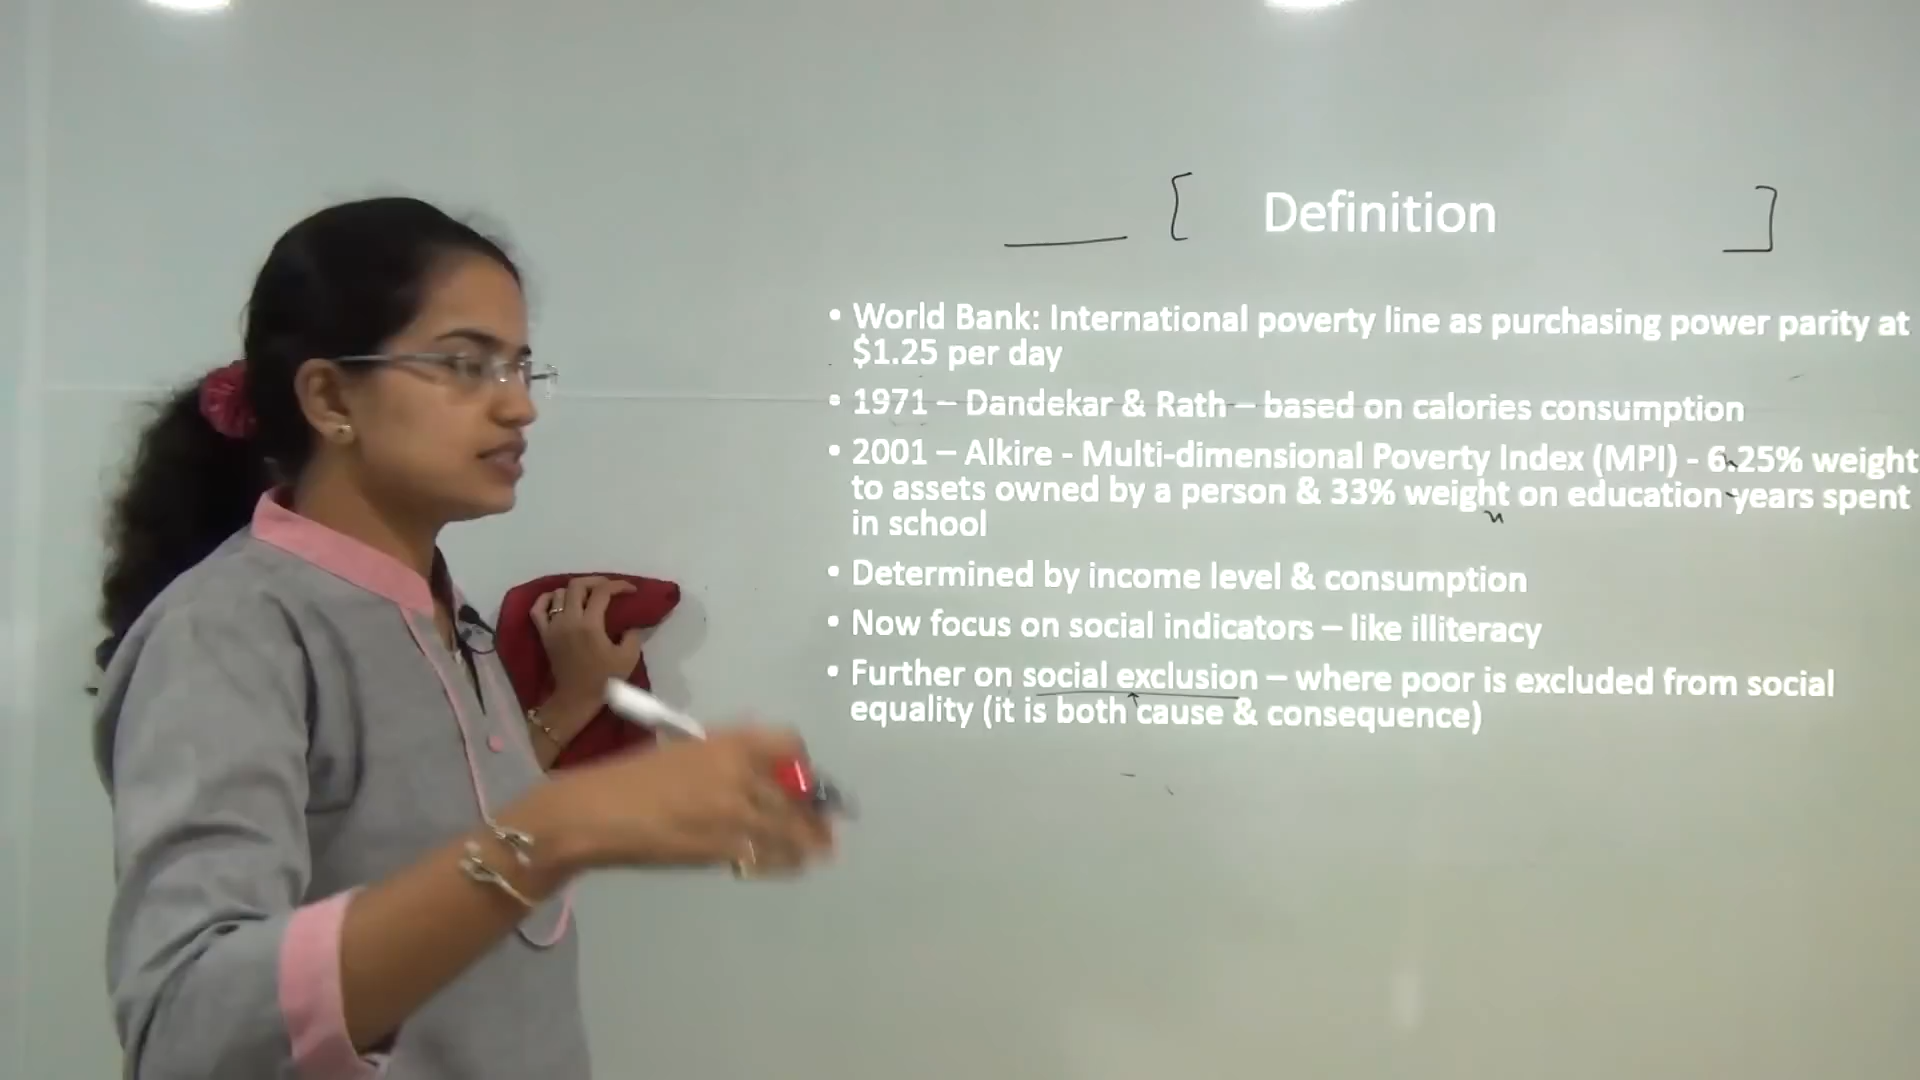 Definition
• World Bank: International poverty line as purchasing power parity at
$1.25 per day
• 1971 – Dandekar & Rath – based on calories consumption
• 2001 – Alkire - Multi-dimensional Poverty Index (MPI) - 6.25% weight
to assets owned by a person & 33% weight on education years spent
in school
• Determined by income level & consumption
• Now focus on social indicators – like illiteracy
• Further on social exclusion – where poor is excluded from social
equality (it is both cause & consequence)